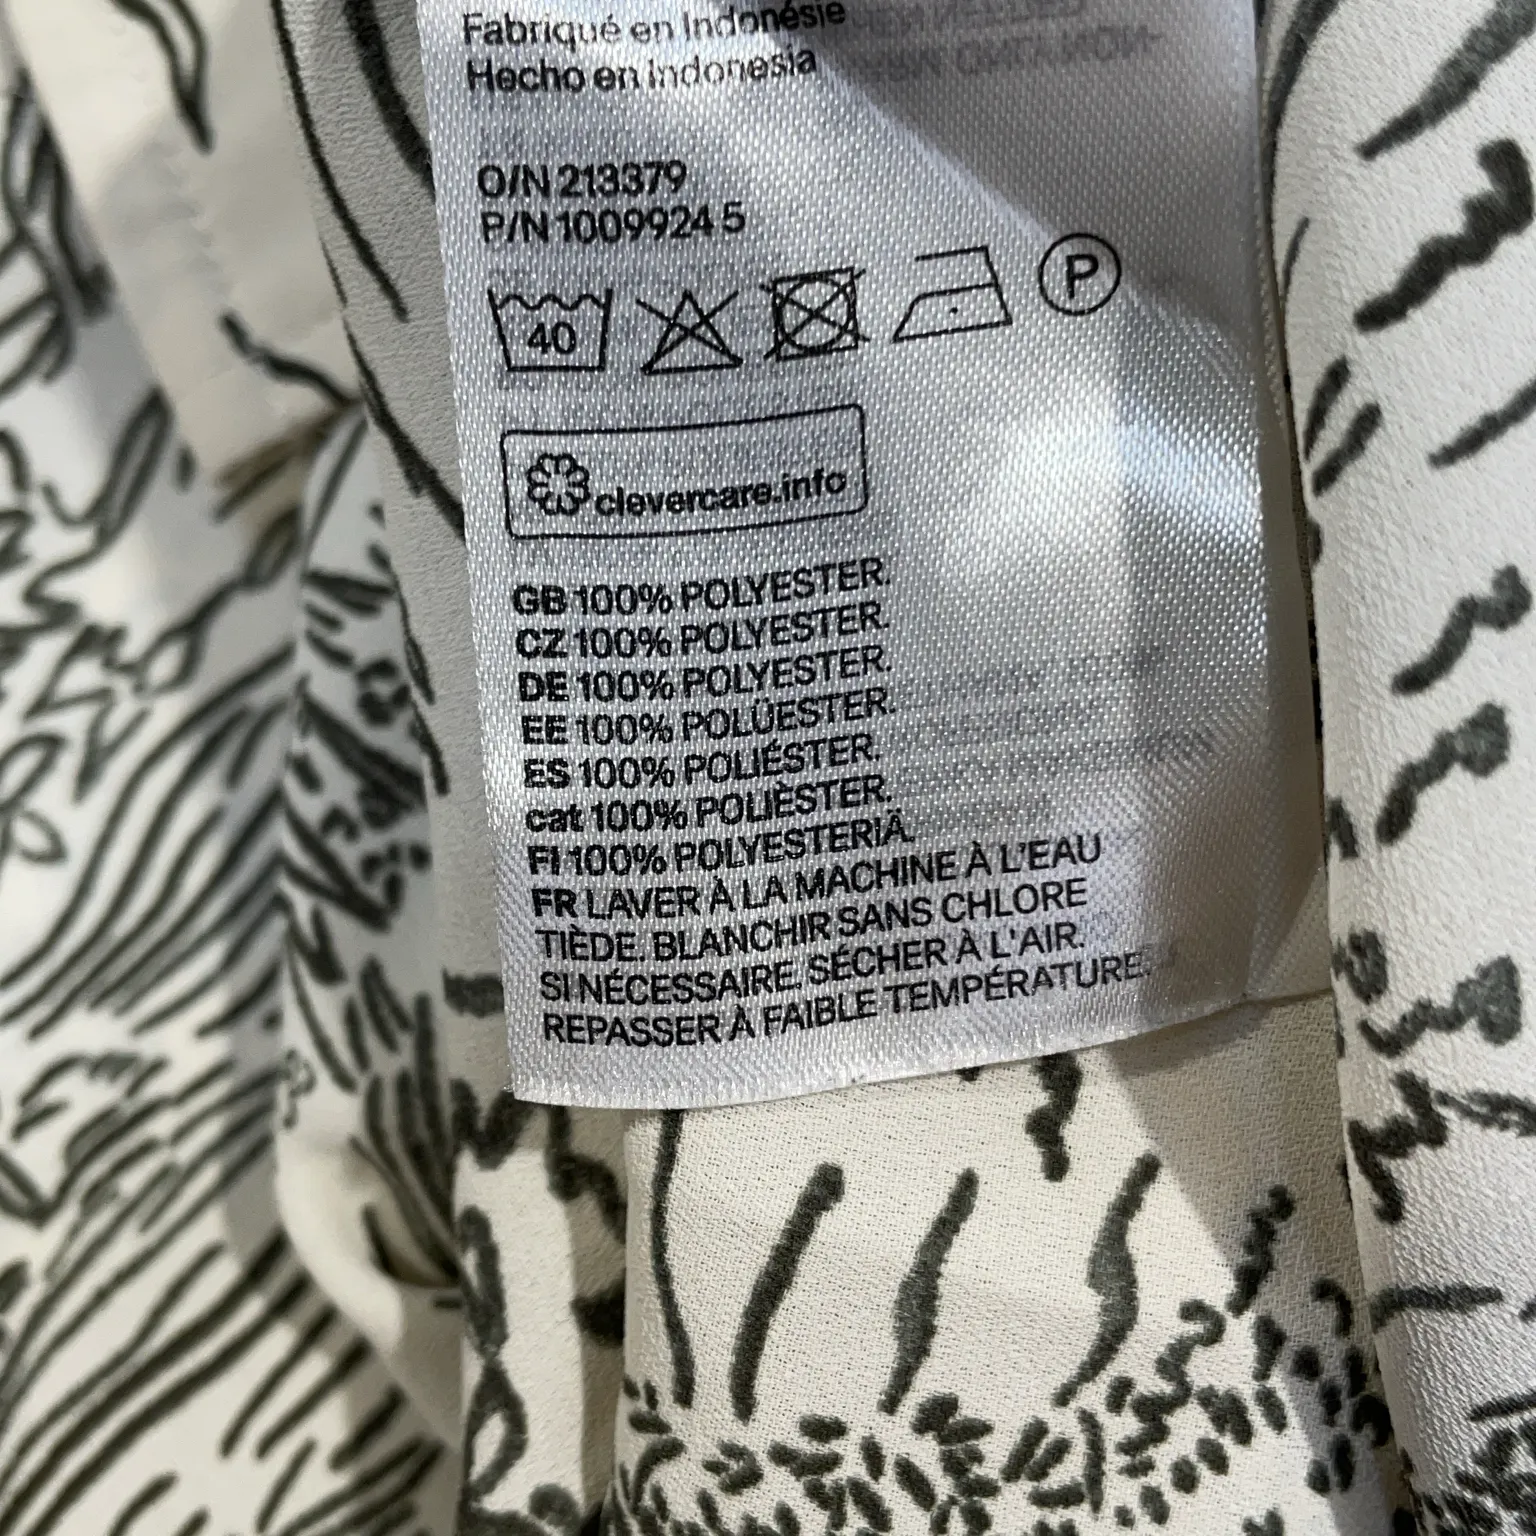 Fabriqué en Indonésie
Hecho en Indonesia
O/N 213379
P/N 10099245
40
P
clevercare.info
GB 100% POLYESTER.
CZ 100% POLYESTER.
DE 100% POLYESTER.
EE 100% POLÜESTER.
ES 100% POLIÉSTER.
cat 100% POLIÈSTER.
FI 100% POLYESTERIÄ.
FR LAVER À LA MACHINE À L'EAU
TIÈDE. BLANCHIR SANS CHLORE
SI NÉCESSAIRE. SÉCHER À L'AIR.
REPASSER À FAIBLE TEMPÉRATURE.